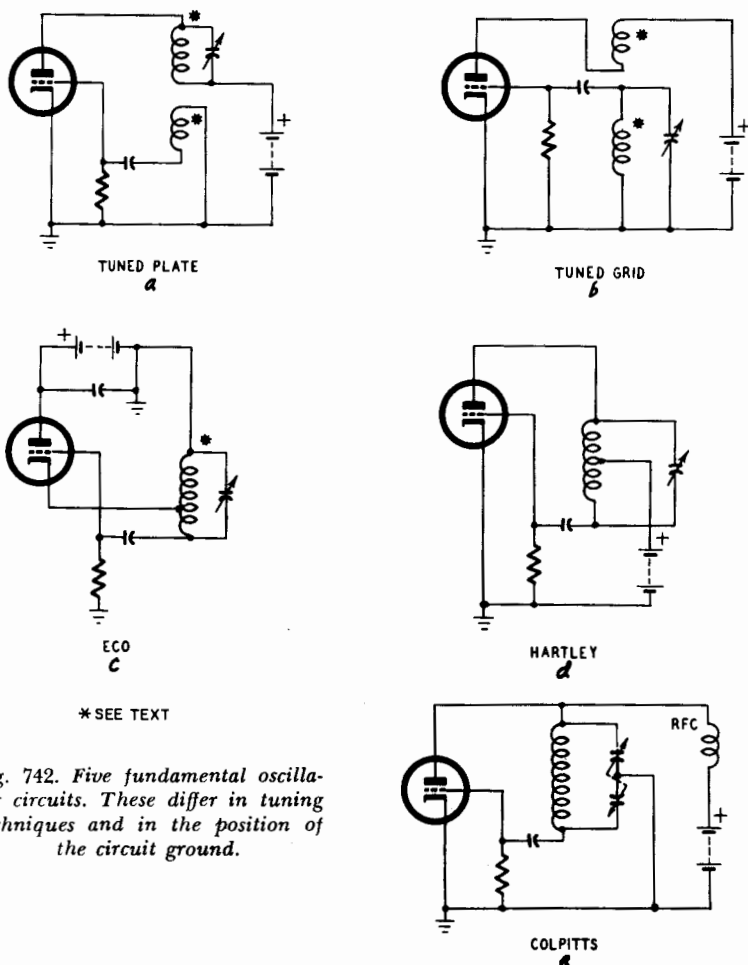 *
+
*
TUNED PLATE
a
*
*
+
TUNED GRID
b
+
*
ECO
c
+
HARTLEY
d
* SEE TEXT
g. 742. Five fundamental oscilla-
circuits. These differ in tuning
chniques and in the position of
the circuit ground.
RFC
+
COLPITTS
e